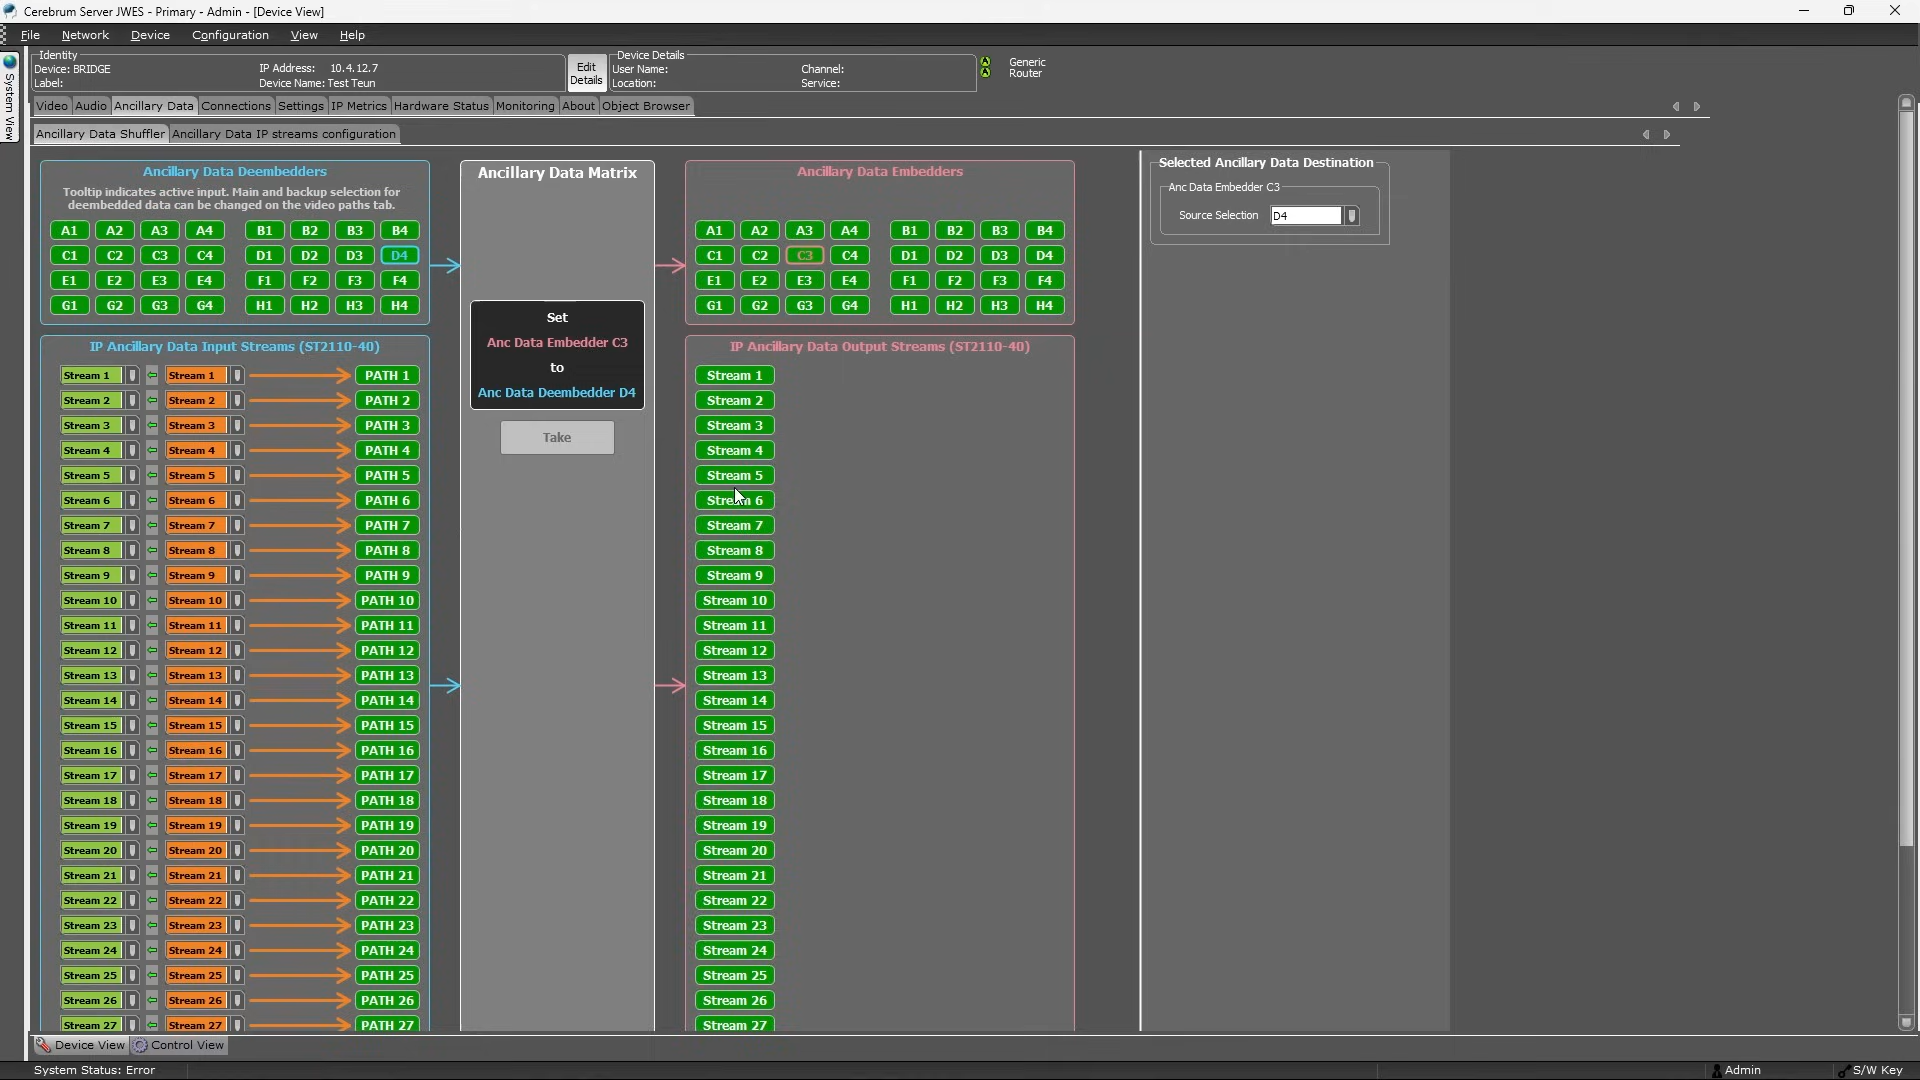 Cerebrum Server JWES - Primary - Admin - [Device View]
File Network Device Configuration View Help
System View
Identity
Device: BRIDGE IP Address: 10.4.12.7
Label: Device Name: Test Teun
Edit Details
Device Details
User Name: Channel:
Location: Service:
Generic Router
Video Audio Ancillary Data Connections Settings IP Metrics Hardware Status Monitoring About Object Browser
Ancillary Data Shuffler Ancillary Data IP streams configuration
Ancillary Data Deembedders
Tooltip indicates active input. Main and backup selection for
deembedded data can be changed on the video paths tab.
A1 A2 A3 A4 B1 B2 B3 B4
C1 C2 C3 C4 D1 D2 D3 D4
E1 E2 E3 E4 F1 F2 F3 F4
G1 G2 G3 G4 H1 H2 H3 H4
IP Ancillary Data Input Streams (ST2110-40)
Stream 1 Stream 1 PATH 1
Stream 2 Stream 2 PATH 2
Stream 3 Stream 3 PATH 3
Stream 4 Stream 4 PATH 4
Stream 5 Stream 5 PATH 5
Stream 6 Stream 6 PATH 6
Stream 7 Stream 7 PATH 7
Stream 8 Stream 8 PATH 8
Stream 9 Stream 9 PATH 9
Stream 10 Stream 10 PATH 10
Stream 11 Stream 11 PATH 11
Stream 12 Stream 12 PATH 12
Stream 13 Stream 13 PATH 13
Stream 14 Stream 14 PATH 14
Stream 15 Stream 15 PATH 15
Stream 16 Stream 16 PATH 16
Stream 17 Stream 17 PATH 17
Stream 18 Stream 18 PATH 18
Stream 19 Stream 19 PATH 19
Stream 20 Stream 20 PATH 20
Stream 21 Stream 21 PATH 21
Stream 22 Stream 22 PATH 22
Stream 23 Stream 23 PATH 23
Stream 24 Stream 24 PATH 24
Stream 25 Stream 25 PATH 25
Stream 26 Stream 26 PATH 26
Stream 27 Stream 27 PATH 27
Ancillary Data Matrix
Set
Anc Data Embedder C3
to
Anc Data Deembedder D4
Take
Ancillary Data Embedders
A1 A2 A3 A4 B1 B2 B3 B4
C1 C2 C3 C4 D1 D2 D3 D4
E1 E2 E3 E4 F1 F2 F3 F4
G1 G2 G3 G4 H1 H2 H3 H4
IP Ancillary Data Output Streams (ST2110-40)
Stream 1
Stream 2
Stream 3
Stream 4
Stream 5
Stream 6
Stream 7
Stream 8
Stream 9
Stream 10
Stream 11
Stream 12
Stream 13
Stream 14
Stream 15
Stream 16
Stream 17
Stream 18
Stream 19
Stream 20
Stream 21
Stream 22
Stream 23
Stream 24
Stream 25
Stream 26
Stream 27
Selected Ancillary Data Destination
Anc Data Embedder C3
Source Selection D4
Device View Control View
System Status: Error Admin S/W Key